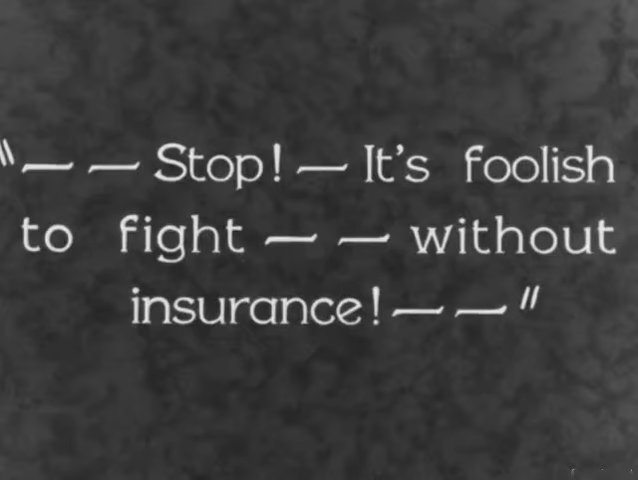 "— — Stop! — It's foolish
to fight — — without
insurance! — — "